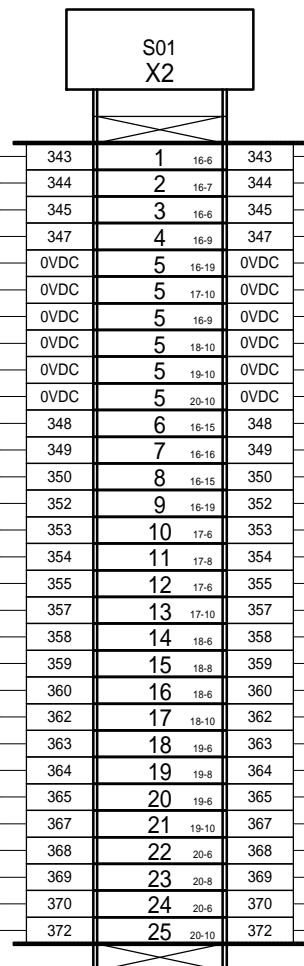 S01
X2
343 1 16-6 343
344 2 16-7 344
345 3 16-6 345
347 4 16-9 347
0VDC 5 16-19 0VDC
0VDC 5 17-10 0VDC
0VDC 5 16-9 0VDC
0VDC 5 18-10 0VDC
0VDC 5 19-10 0VDC
0VDC 5 20-10 0VDC
348 6 16-15 348
349 7 16-16 349
350 8 16-15 350
352 9 16-19 352
353 10 17-6 353
354 11 17-8 354
355 12 17-6 355
357 13 17-10 357
358 14 18-6 358
359 15 18-8 359
360 16 18-6 360
362 17 18-10 362
363 18 19-6 363
364 19 19-8 364
365 20 19-6 365
367 21 19-10 367
368 22 20-6 368
369 23 20-8 369
370 24 20-6 370
372 25 20-10 372